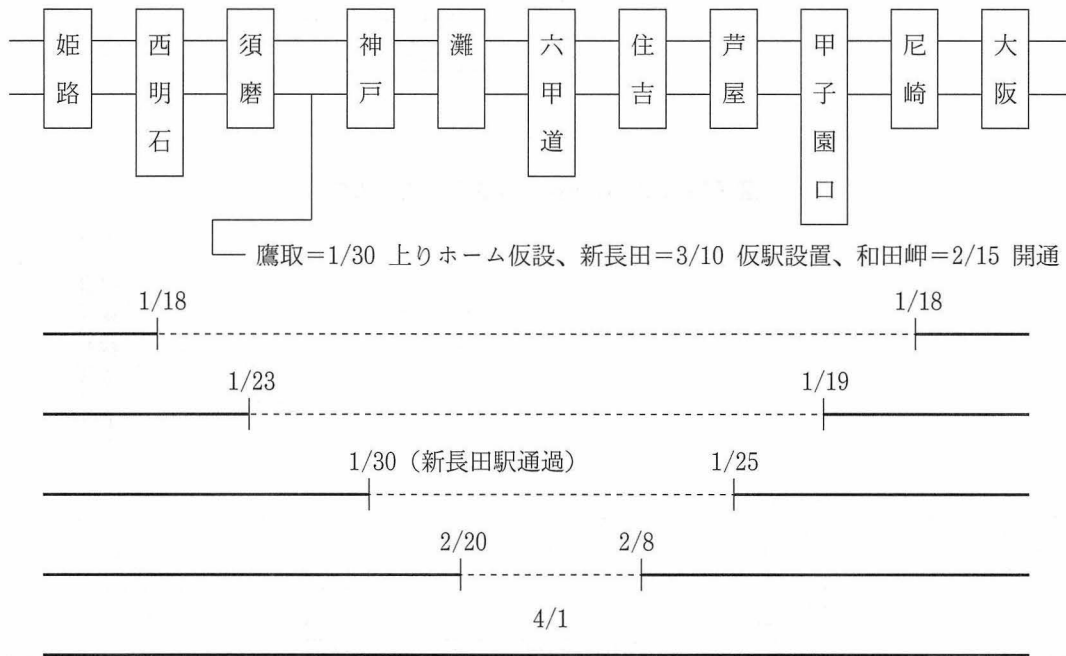 姫路
西明石
須磨
神戸
灘
六甲道
住吉
芦屋
甲子園口
尼崎
大阪
鷹取＝1/30 上りホーム仮設、新長田＝3/10 仮駅設置、和田岬＝2/15 開通
1/18 1/18
1/23 1/19
1/30（新長田駅通過） 1/25
2/20 2/8
4/1